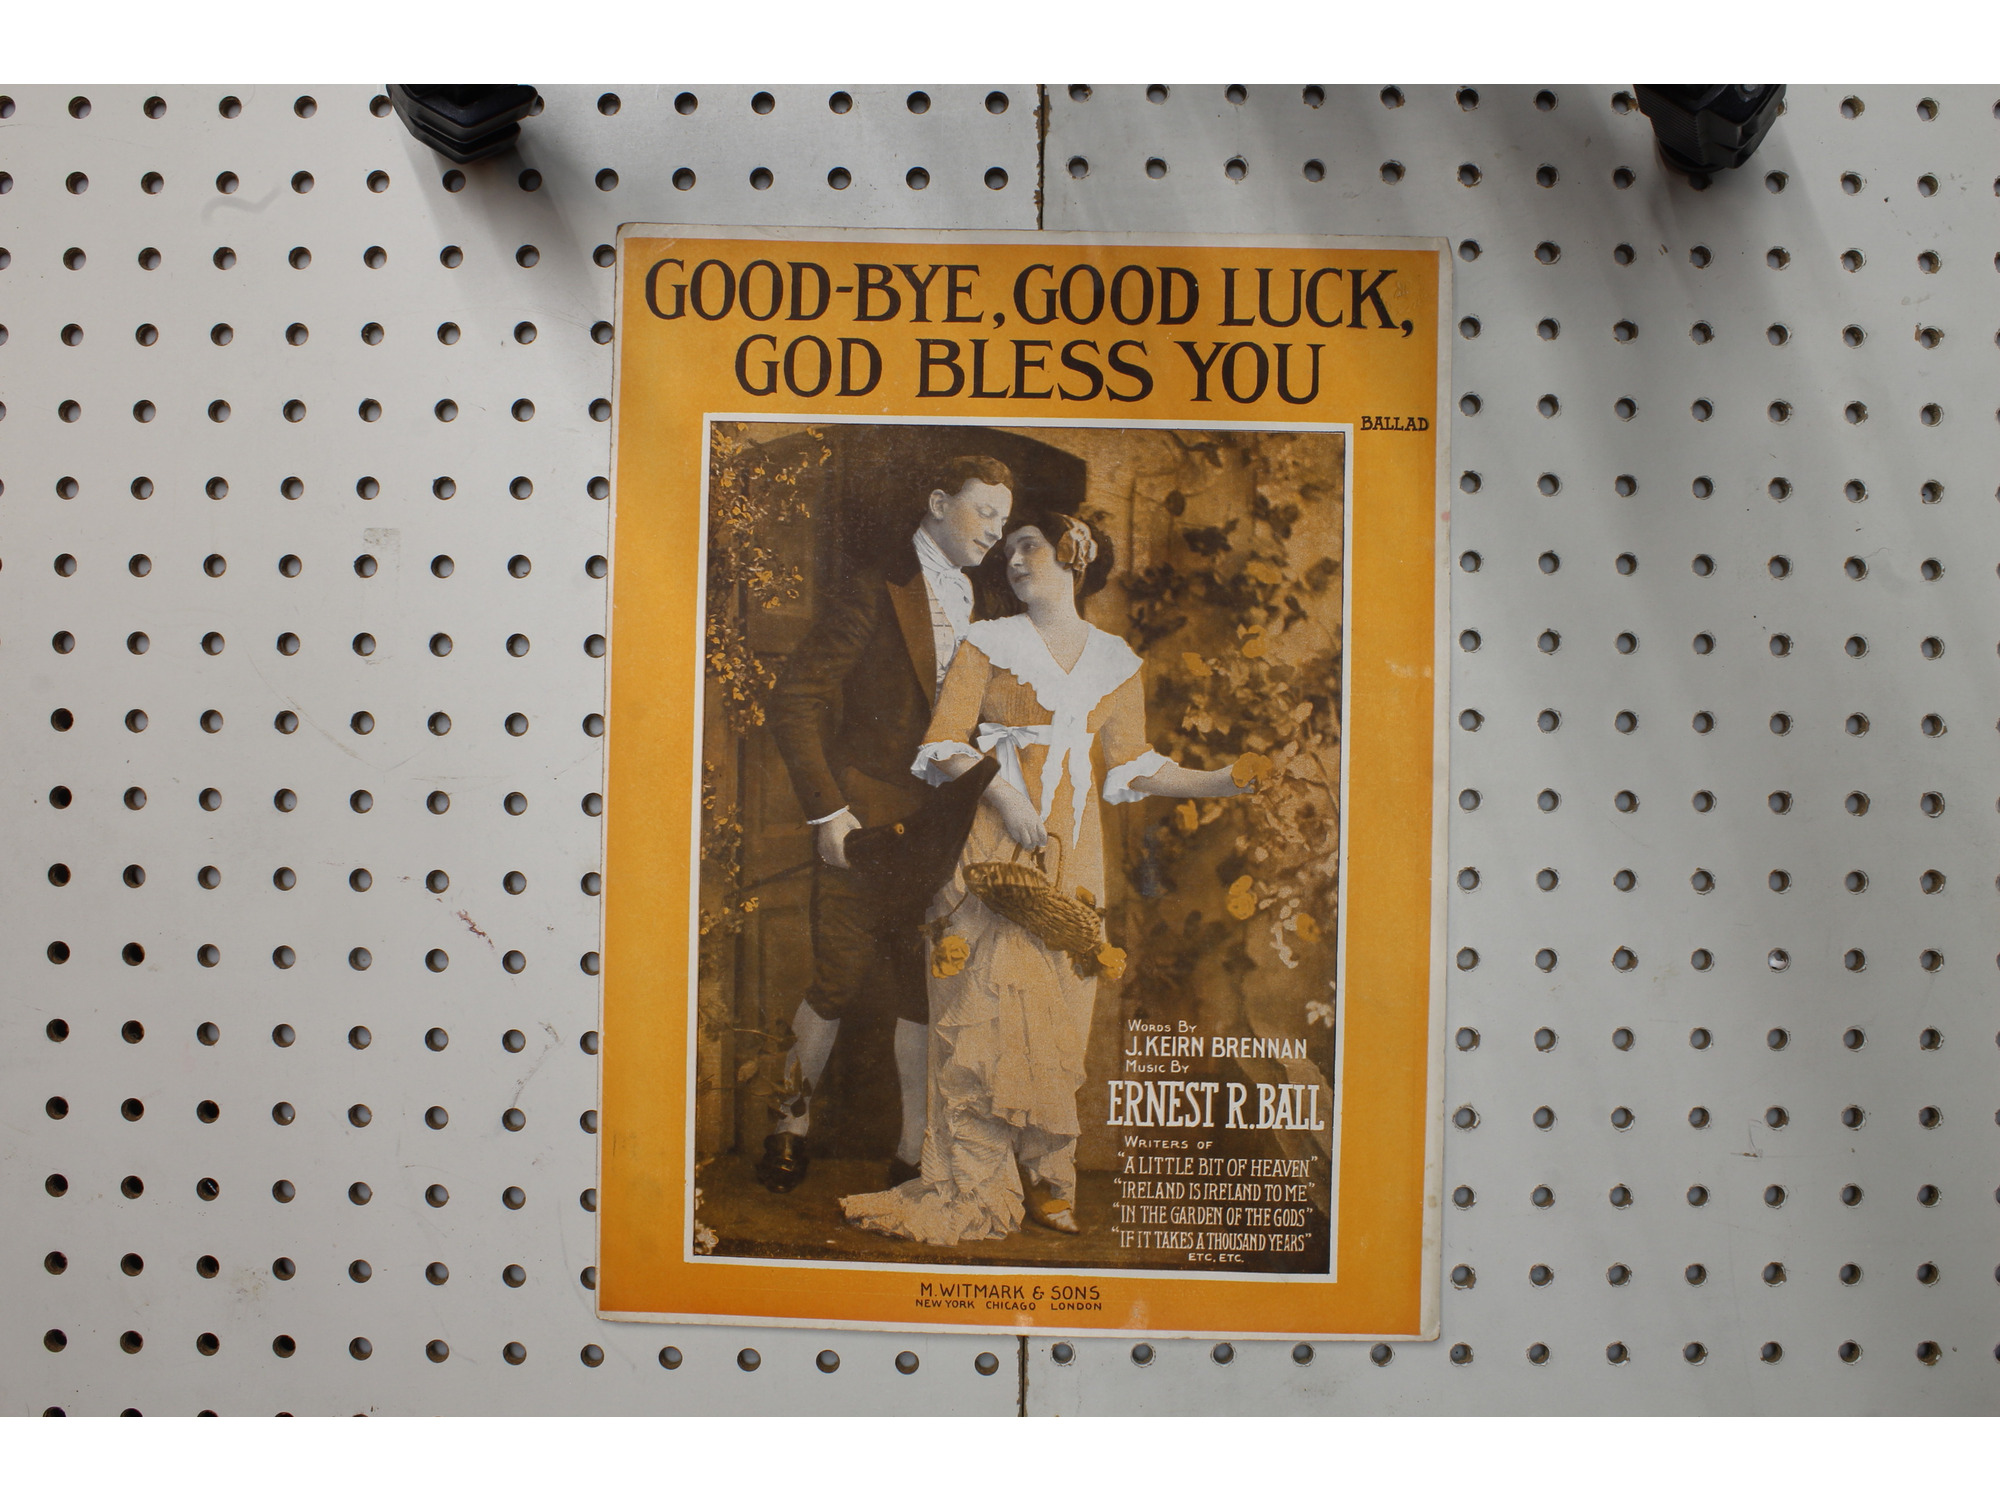 GOOD-BYE, GOOD LUCK,
GOD BLESS YOU
BALLAD
WORDS BY
J. KEIRN BRENNAN
MUSIC BY
ERNEST R. BALL
WRITERS OF
"A LITTLE BIT OF HEAVEN"
"IRELAND IS IRELAND TO ME"
"IN THE GARDEN OF THE GODS"
"IF IT TAKES A THOUSAND YEARS"
ETC, ETC.
M. WITMARK & SONS
NEW YORK CHICAGO LONDON